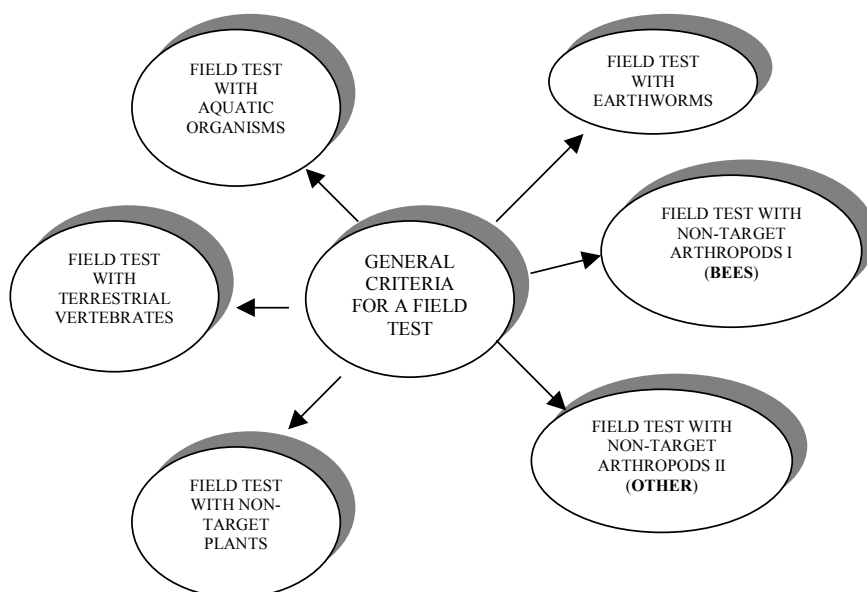 FIELD TEST
WITH
AQUATIC
ORGANISMS
FIELD TEST
WITH
EARTHWORMS
FIELD TEST WITH
NON-TARGET
ARTHROPODS I
(BEES)
FIELD TEST
WITH
TERRESTRIAL
VERTEBRATES
GENERAL
CRITERIA
FOR A FIELD
TEST
FIELD TEST WITH
NON-TARGET
ARTHROPODS II
(OTHER)
FIELD TEST
WITH NON-
TARGET
PLANTS